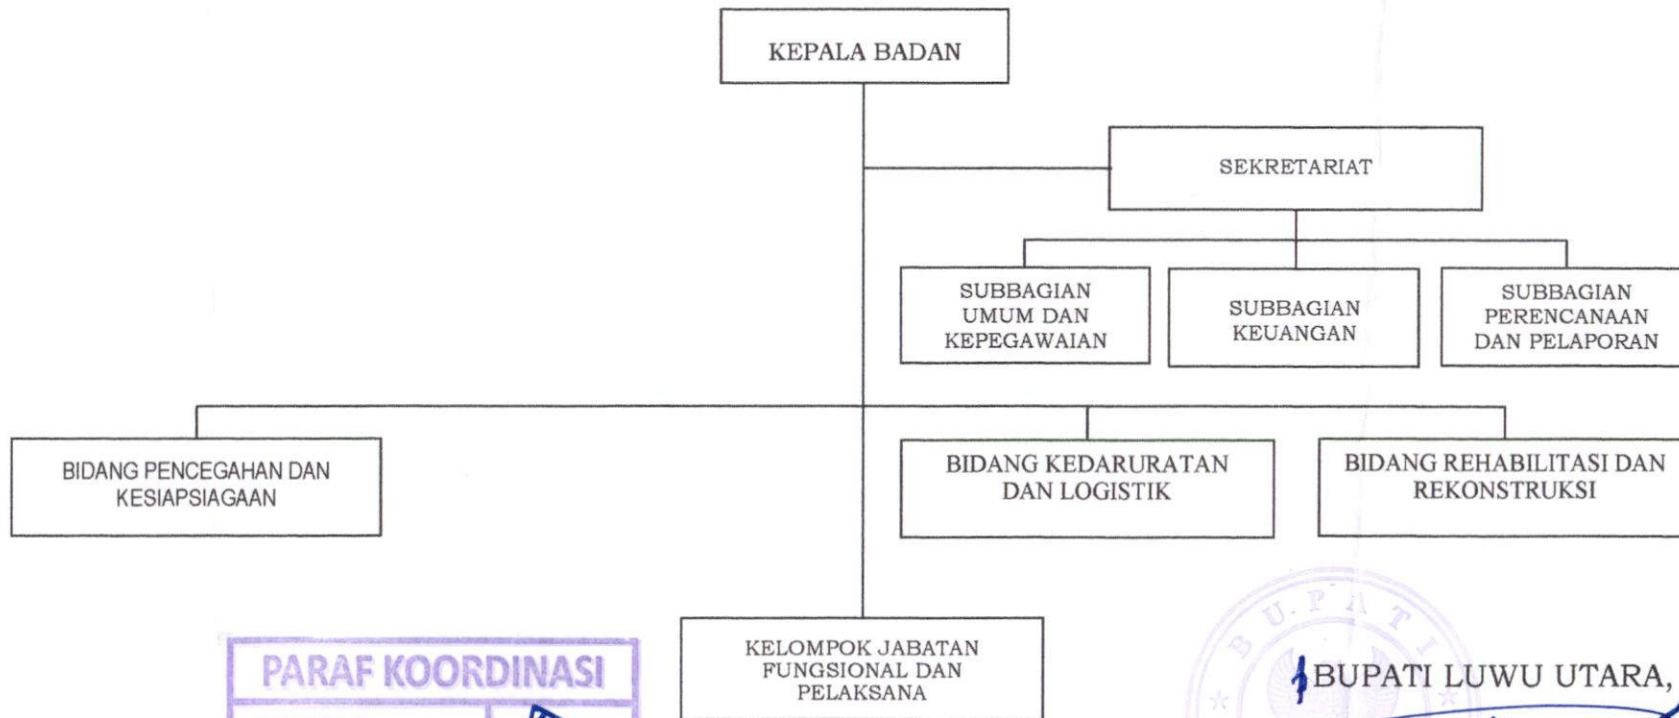 KEPALA BADAN
SEKRETARIAT
SUBBAGIAN
UMUM DAN
KEPEGAWAIAN
SUBBAGIAN
KEUANGAN
SUBBAGIAN
PERENCANAAN
DAN PELAPORAN
BIDANG PENCEGAHAN DAN
KESIAPSIAGAAN
BIDANG KEDARURATAN
DAN LOGISTIK
BIDANG REHABILITASI DAN
REKONSTRUKSI
KELOMPOK JABATAN
FUNGSIONAL DAN
PELAKSANA
PARAF KOORDINASI
BUPATI
BUPATI LUWU UTARA,